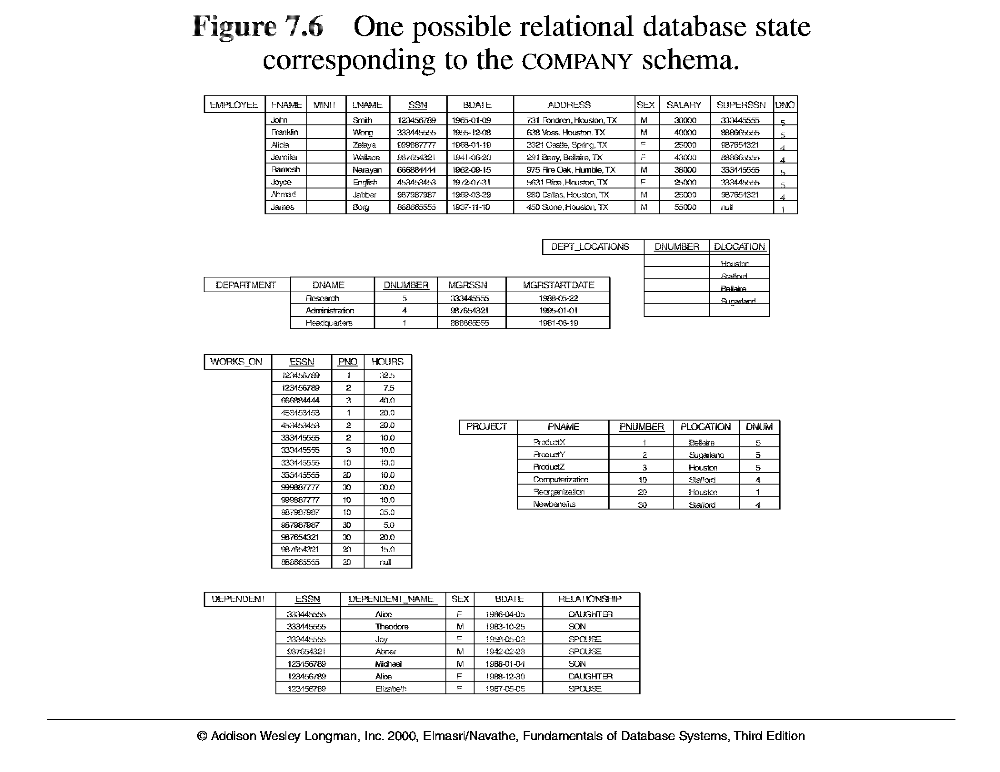 Figure 7.6 One possible relational database state
corresponding to the COMPANY schema.
EMPLOYEE FNAME MINIT LNAME SSN BDATE ADDRESS SEX SALARY SUPERSSN DNO
John Smith 123456789 1965-01-09 731 Fondren, Houston, TX M 30000 333445555 5
Franklin Wong 333445555 1955-12-08 638 Voss, Houston, TX M 40000 888665555 5
Alicia Zelaya 999887777 1968-01-19 3321 Castle, Spring, TX F 25000 987654321 4
Jennifer Wallace 987654321 1941-06-20 291 Berry, Bellaire, TX F 43000 888665555 4
Ramesh Narayan 666884444 1962-09-15 975 Fire Oak, Humble, TX M 38000 333445555 5
Joyce English 453453453 1972-07-31 5631 Rice, Houston, TX F 25000 333445555 5
Ahmad Jabbar 987987987 1969-03-29 980 Dallas, Houston, TX M 25000 987654321 4
James Borg 888665555 1937-11-10 450 Stone, Houston, TX M 55000 null 1
DEPT_LOCATIONS DNUMBER DLOCATION
Houston
Stafford
Bellaire
Sugarland
DEPARTMENT DNAME DNUMBER MGRSSN MGRSTARTDATE
Research 5 333445555 1988-05-22
Administration 4 987654321 1995-01-01
Headquarters 1 888665555 1981-06-19
WORKS_ON ESSN PNO HOURS
123456789 1 32.5
123456789 2 7.5
666884444 3 40.0
453453453 1 20.0
453453453 2 20.0
333445555 2 10.0
333445555 3 10.0
333445555 10 10.0
333445555 20 10.0
999887777 30 30.0
999887777 10 10.0
987987987 10 35.0
987987987 30 5.0
987654321 30 20.0
987654321 20 15.0
888665555 20 null
PROJECT PNAME PNUMBER PLOCATION DNUM
ProductX 1 Bellaire 5
ProductY 2 Sugarland 5
ProductZ 3 Houston 5
Computerization 10 Stafford 4
Reorganization 20 Houston 1
Newbenefits 30 Stafford 4
DEPENDENT ESSN DEPENDENT_NAME SEX BDATE RELATIONSHIP
333445555 Alice F 1986-04-05 DAUGHTER
333445555 Theodore M 1983-10-25 SON
333445555 Joy F 1958-05-03 SPOUSE
987654321 Abner M 1942-02-28 SPOUSE
123456789 Michael M 1988-01-04 SON
123456789 Alice F 1988-12-30 DAUGHTER
123456789 Elizabeth F 1967-05-05 SPOUSE
© Addison Wesley Longman, Inc. 2000, Elmasri/Navathe, Fundamentals of Database Systems, Third Edition